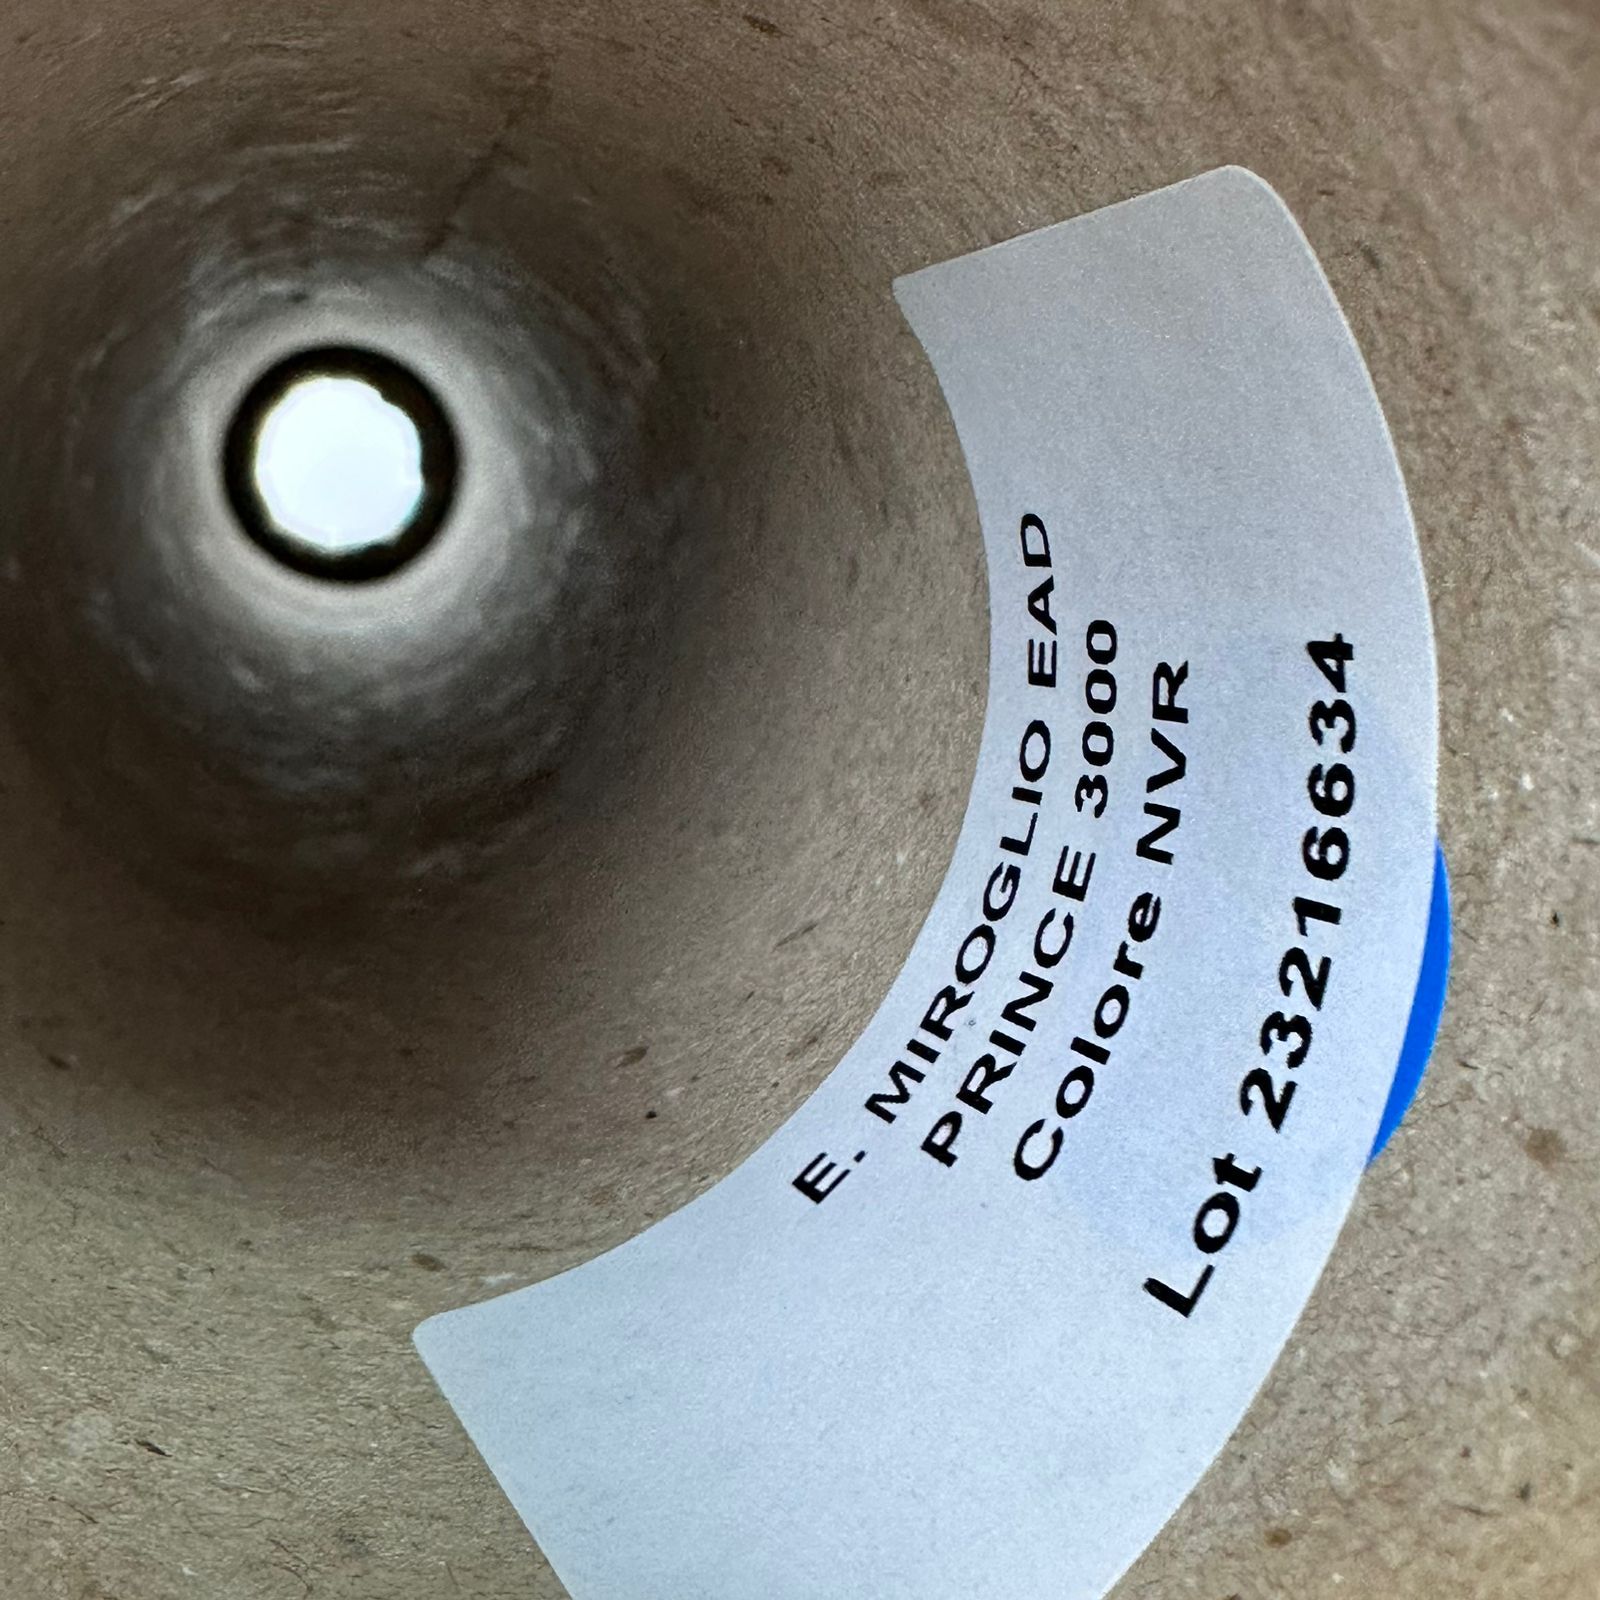 E. MIROGLIO EAD
PRINCE 3000
Colore NVR
Lot 23216634